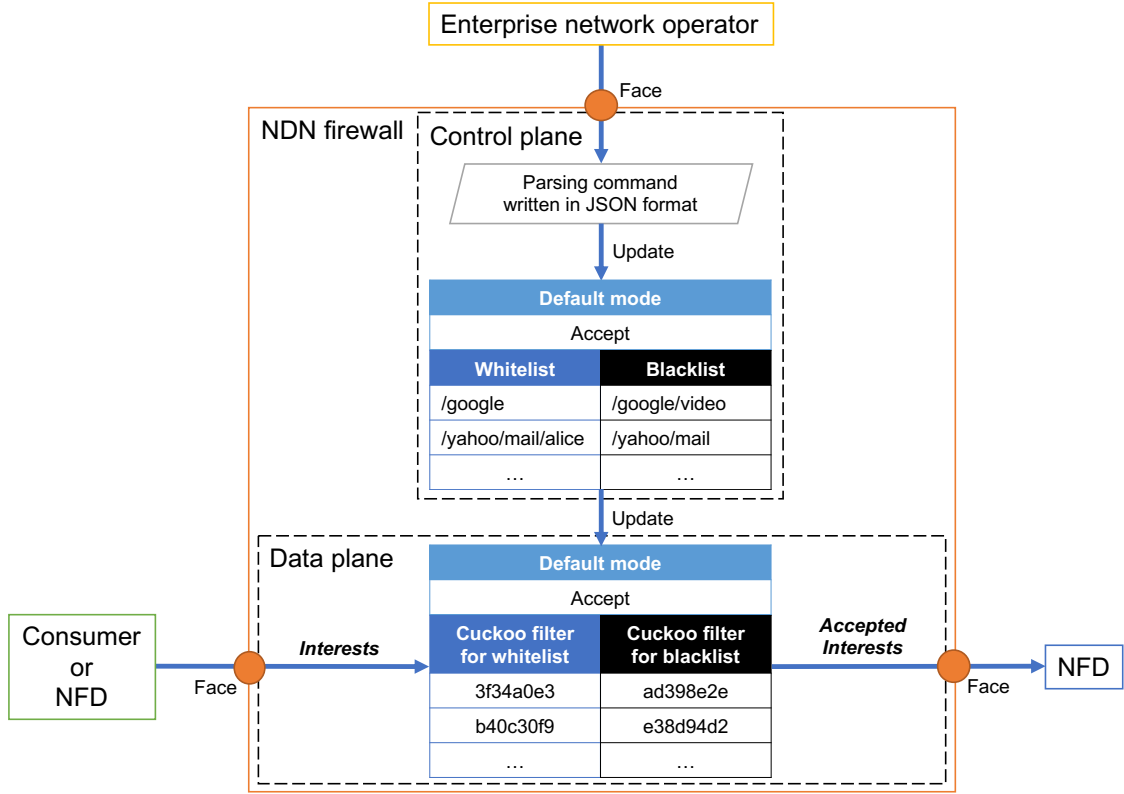 Enterprise network operator
Face
NDN firewall
Control plane
Parsing command
written in JSON format
Update
Default mode
Accept
Whitelist Blacklist
/google /google/video
/yahoo/mail/alice /yahoo/mail
… …
Update
Data plane
Default mode
Accept
Cuckoo filter
for whitelist
Cuckoo filter
for blacklist
3f34a0e3 ad398e2e
b40c30f9 e38d94d2
… …
Consumer
or
NFD
Face
Interests
Accepted
Interests
Face
NFD